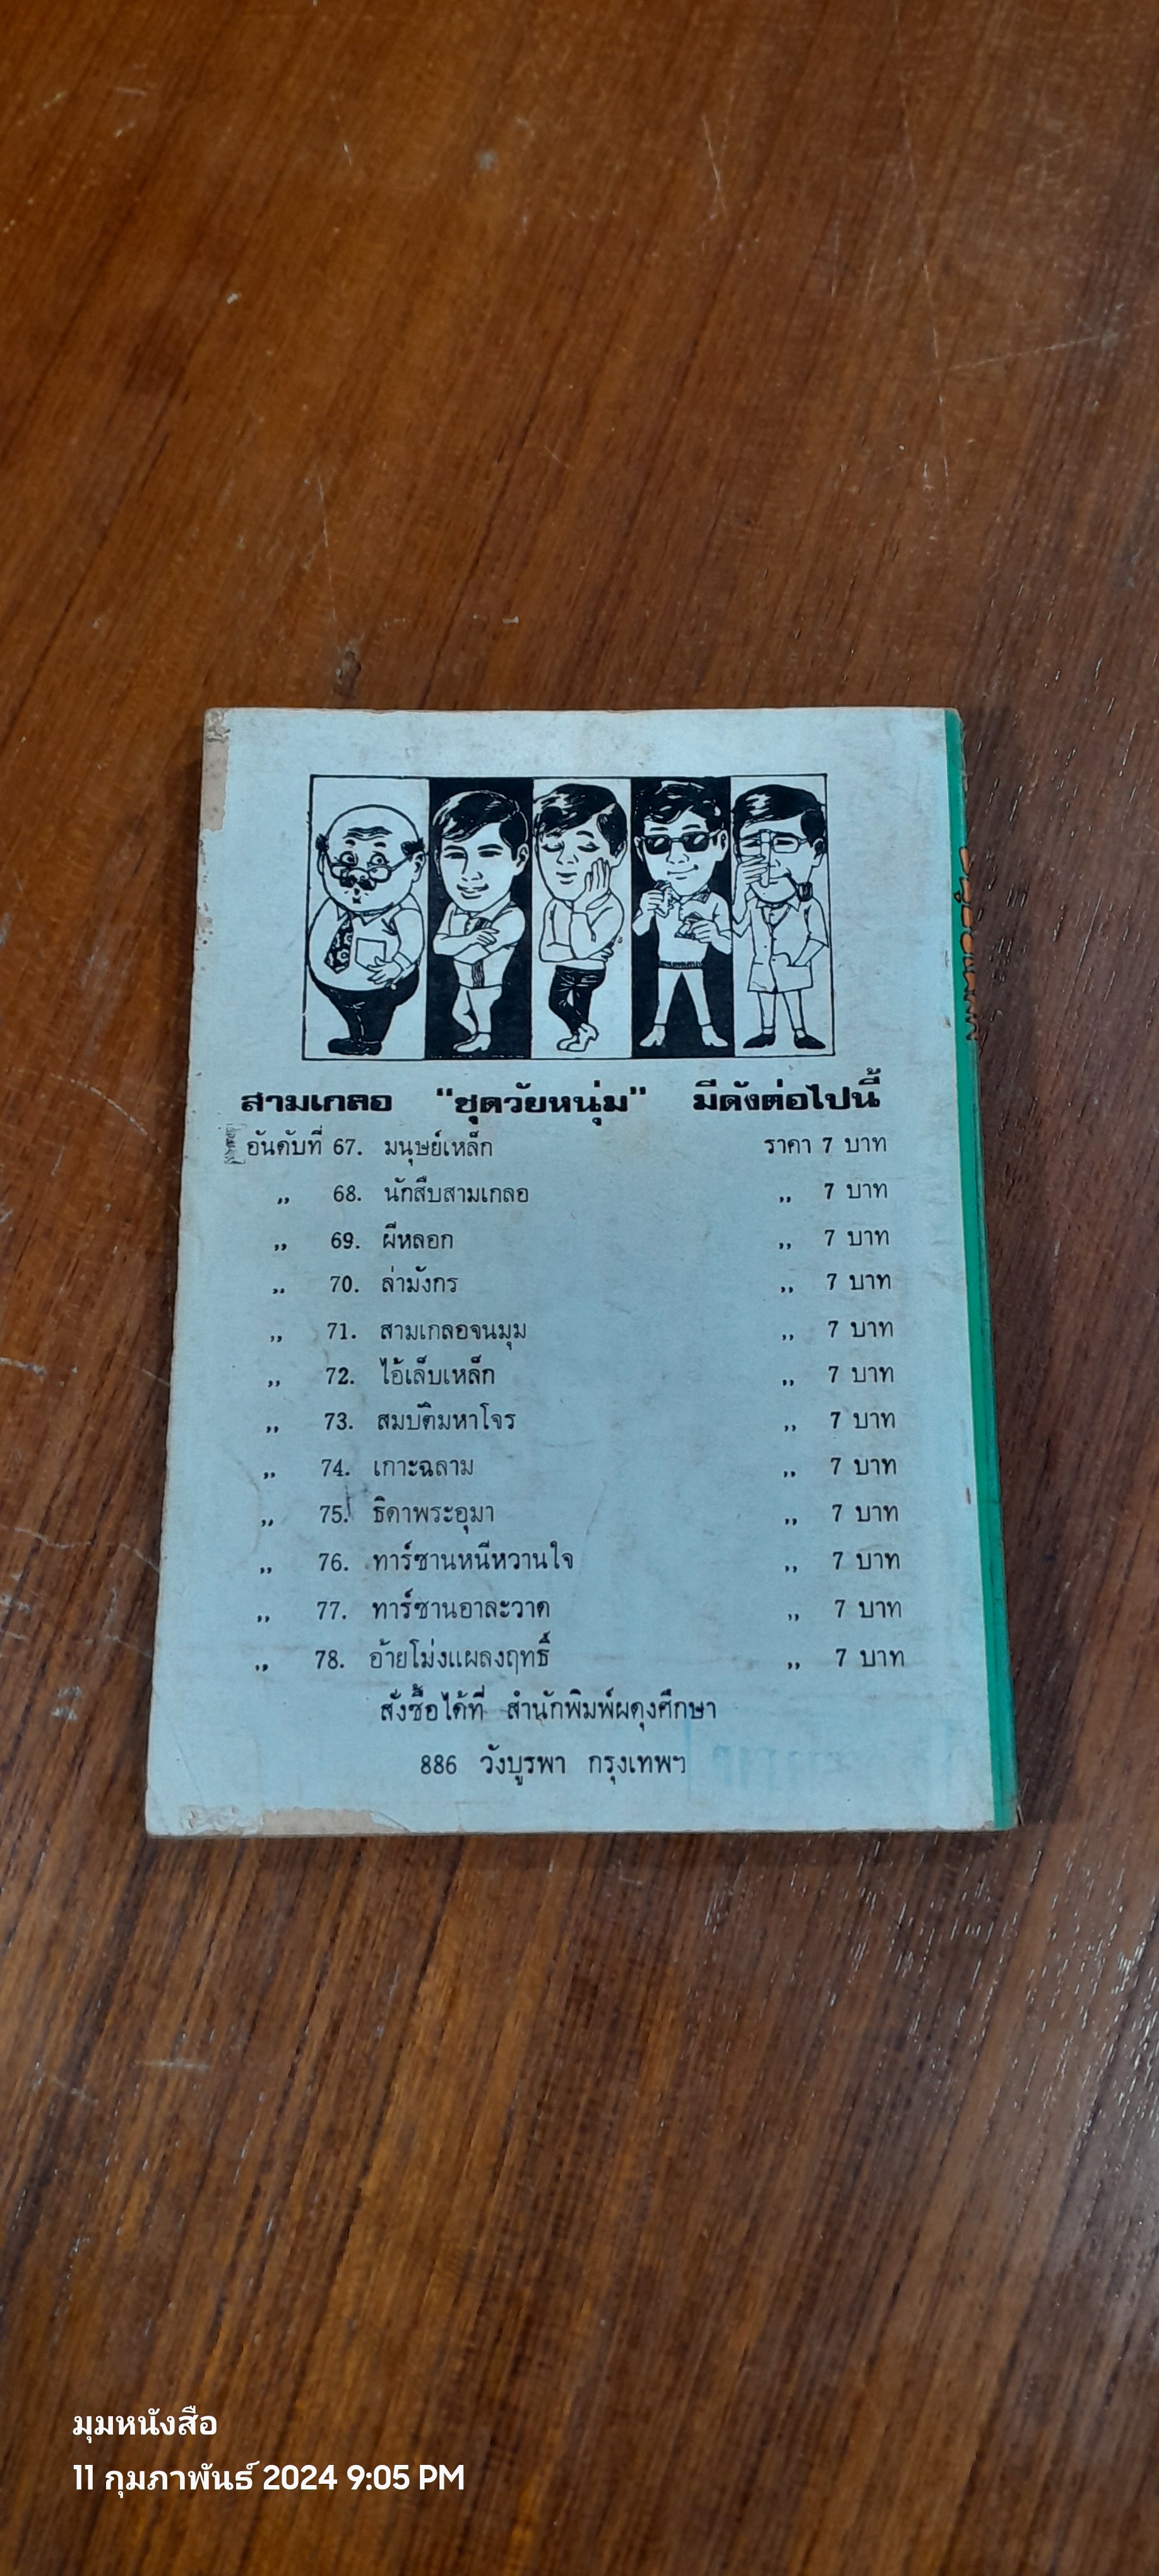 สามเกลอ "ชุดวัยหนุ่ม" มีดังต่อไปนี้
อันดับที่ 67. มนุษย์เหล็ก ราคา 7 บาท
,, 68. นักสืบสามเกลอ ,, 7 บาท
,, 69. ผีหลอก ,, 7 บาท
,, 70. ล่ามังกร ,, 7 บาท
,, 71. สามเกลอจนมุม ,, 7 บาท
,, 72. ไอ้เล็บเหล็ก ,, 7 บาท
,, 73. สมบัติมหาโจร ,, 7 บาท
,, 74. เกาะฉลาม ,, 7 บาท
,, 75. ธิดาพระอุมา ,, 7 บาท
,, 76. ทาร์ซานหนีหวานใจ ,, 7 บาท
,, 77. ทาร์ซานอาละวาด ,, 7 บาท
,, 78. อ้ายโม่งแผลงฤทธิ์ ,, 7 บาท
สั่งซื้อได้ที่ สำนักพิมพ์ผดุงศึกษา
886 วังบูรพา กรุงเทพฯ
มุมหนังสือ
11 กุมภาพันธ์ 2024 9:05 PM